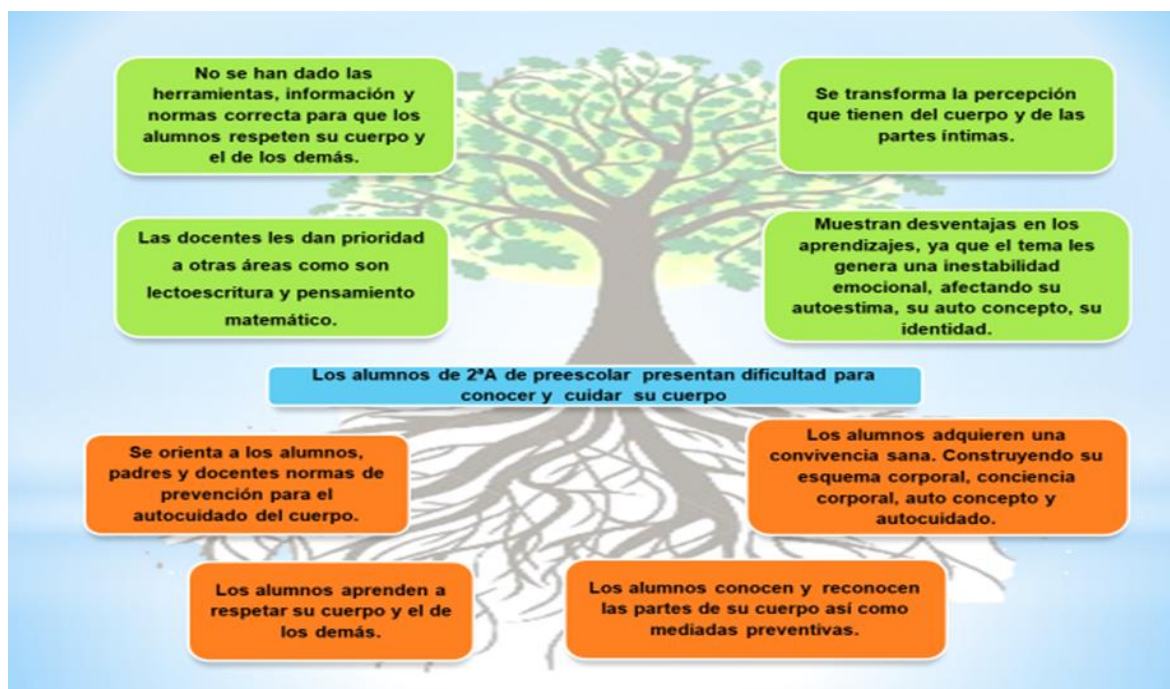 No se han dado las
herramientas, información y
normas correcta para que los
alumnos respeten su cuerpo y
el de los demás.
Se transforma la percepción
que tienen del cuerpo y de las
partes íntimas.
Las docentes les dan prioridad
a otras áreas como son
lectoescritura y pensamiento
matemático.
Muestran desventajas en los
aprendizajes, ya que el tema les
genera una inestabilidad
emocional, afectando su
autoestima, su auto concepto, su
identidad.
Los alumnos de 2ªA de preescolar presentan dificultad para
conocer y cuidar su cuerpo
Se orienta a los alumnos,
padres y docentes normas de
prevención para el
autocuidado del cuerpo.
Los alumnos adquieren una
convivencia sana. Construyendo su
esquema corporal, conciencia
corporal, auto concepto y
autocuidado.
Los alumnos aprenden a
respetar su cuerpo y el de
los demás.
Los alumnos conocen y reconocen
las partes de su cuerpo así como
mediadas preventivas.